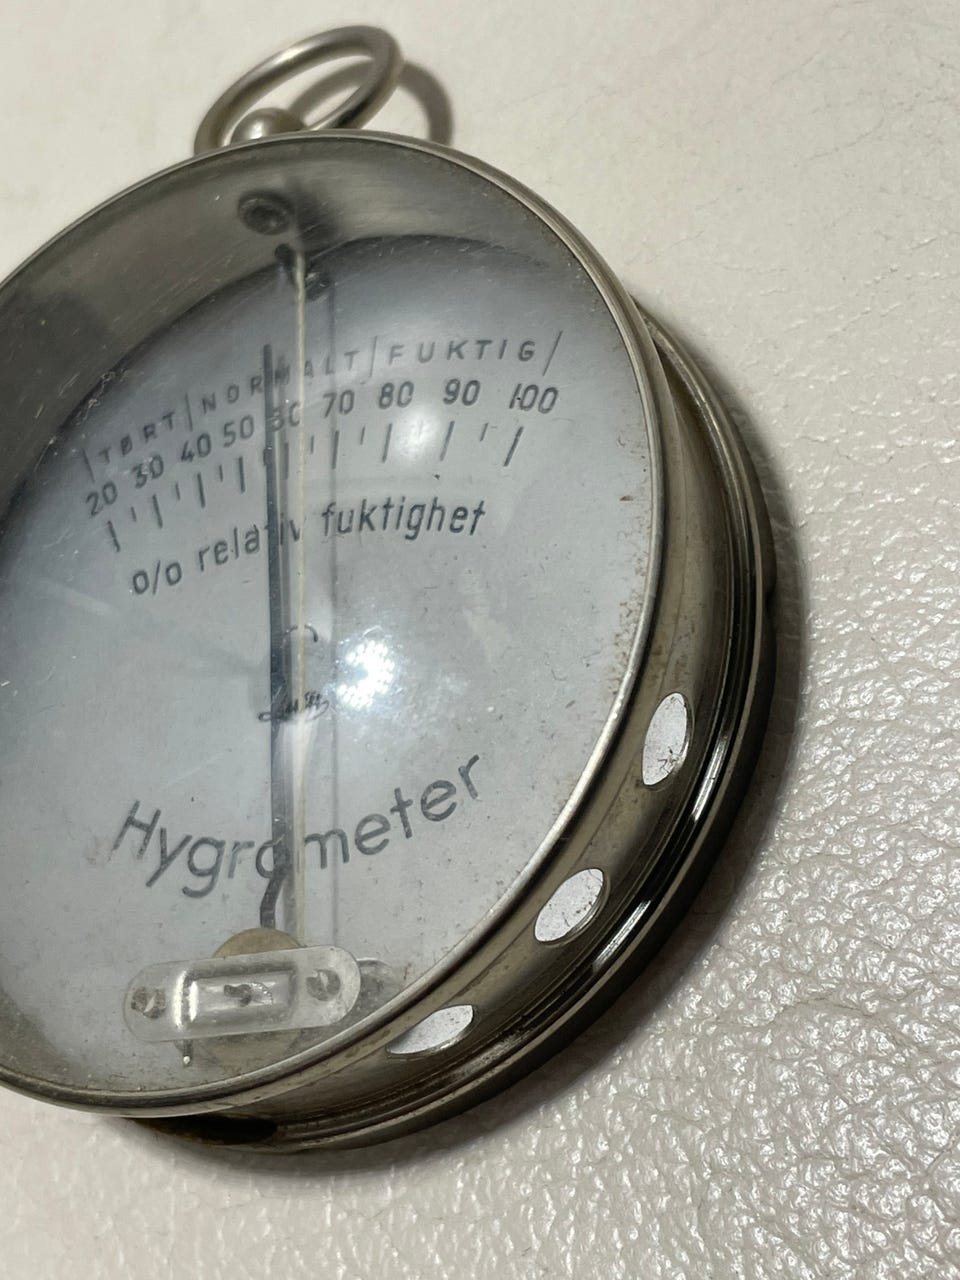 TØRT NORMALT FUKTIG
20 30 40 50 60 70 80 90 100
o/o relativ fuktighet
Hygrometer